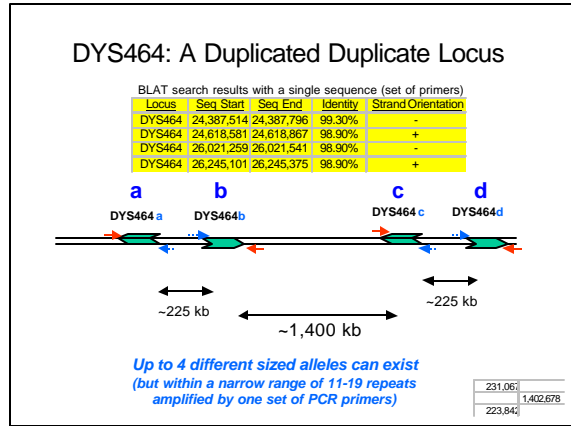 DYS464: A Duplicated Duplicate Locus
BLAT search results with a single sequence (set of primers)
Locus Seq Start Seq End Identity Strand Orientation
DYS464 24,387,514 24,387,796 99.30% -
DYS464 24,618,581 24,618,867 98.90% +
DYS464 26,021,259 26,021,541 98.90% -
DYS464 26,245,101 26,245,375 98.90% +
a b c d
DYS464 a DYS464 b DYS464 c DYS464 d
~225 kb ~225 kb
~1,400 kb
Up to 4 different sized alleles can exist
(but within a narrow range of 11-19 repeats
amplified by one set of PCR primers)
231,067
1,402,678
223,842